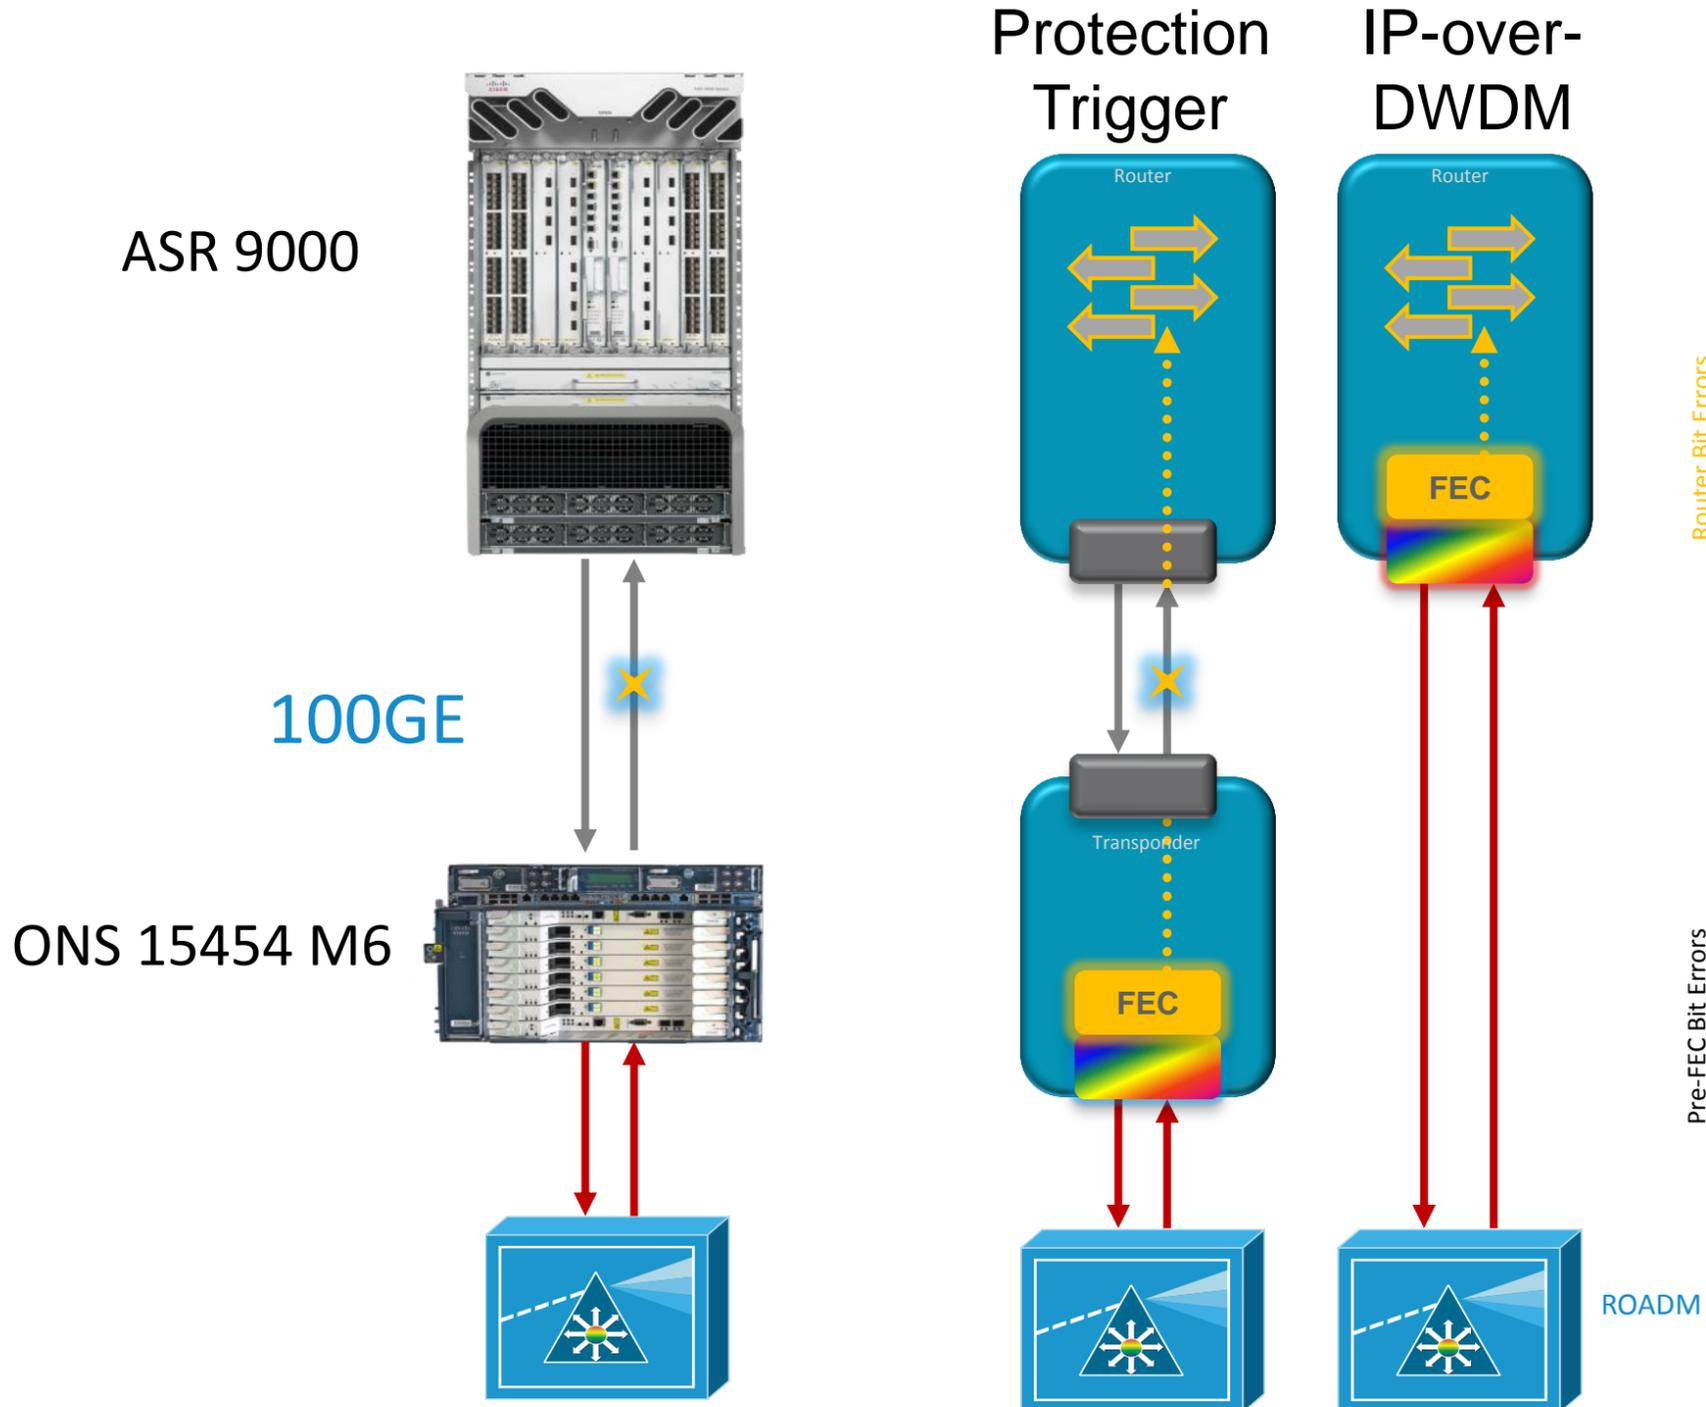 Protection
Trigger
IP-over-
DWDM
Router
Router
ASR 9000
FEC
Router Bit Errors
100GE
Transponder
ONS 15454 M6
FEC
Pre-FEC Bit Errors
ROADM